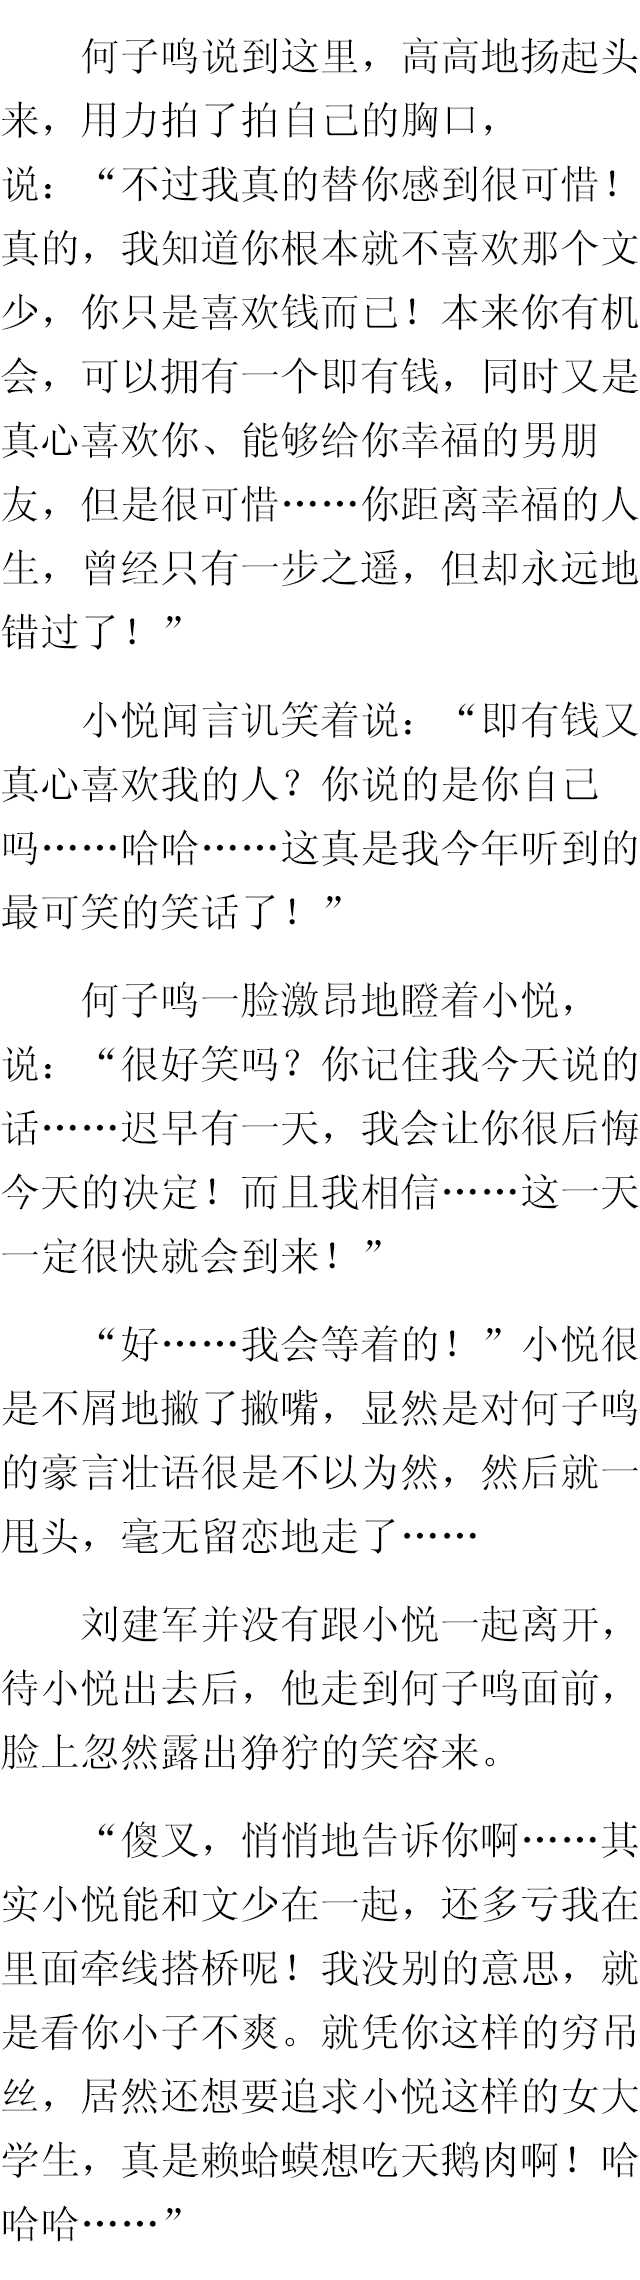 何子鸣说到这里，高高地扬起头
来，用力拍了拍自己的胸口，
说：“不过我真的替你感到很可惜！
真的，我知道你根本就不喜欢那个文
少，你只是喜欢钱而已！本来你有机
会，可以拥有一个即有钱，同时又是
真心喜欢你、能够给你幸福的男朋
友，但是很可惜……你距离幸福的人
生，曾经只有一步之遥，但却永远地
错过了！”
小悦闻言讥笑着说：“即有钱又
真心喜欢我的人？你说的是你自己
吗……哈哈……这真是我今年听到的
最可笑的笑话了！”
何子鸣一脸激昂地瞪着小悦，
说：“很好笑吗？你记住我今天说的
话……迟早有一天，我会让你很后悔
今天的决定！而且我相信……这一天
一定很快就会到来！”
“好……我会等着的！”小悦很
是不屑地撇了撇嘴，显然是对何子鸣
的豪言壮语很是不以为然，然后就一
甩头，毫无留恋地走了……
刘建军并没有跟小悦一起离开，
待小悦出去后，他走到何子鸣面前，
脸上忽然露出狰狞的笑容来。
“傻叉，悄悄地告诉你啊……其
实小悦能和文少在一起，还多亏我在
里面牵线搭桥呢！我没别的意思，就
是看你小子不爽。就凭你这样的穷吊
丝，居然还想要追求小悦这样的女大
学生，真是赖蛤蟆想吃天鹅肉啊！哈
哈哈……”